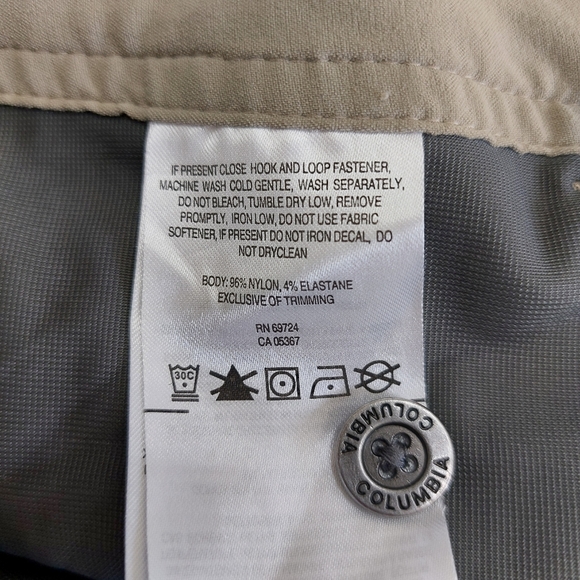 IF PRESENT CLOSE HOOK AND LOOP FASTENER,
MACHINE WASH COLD GENTLE, WASH SEPARATELY,
DO NOT BLEACH, TUMBLE DRY LOW, REMOVE
PROMPTLY, IRON LOW, DO NOT USE FABRIC
SOFTENER, IF PRESENT DO NOT IRON DECAL, DO
NOT DRYCLEAN
BODY: 96% NYLON, 4% ELASTANE
EXCLUSIVE OF TRIMMING
RN 69724
CA 05367
30C
COLUMBIA
COLUMBIA